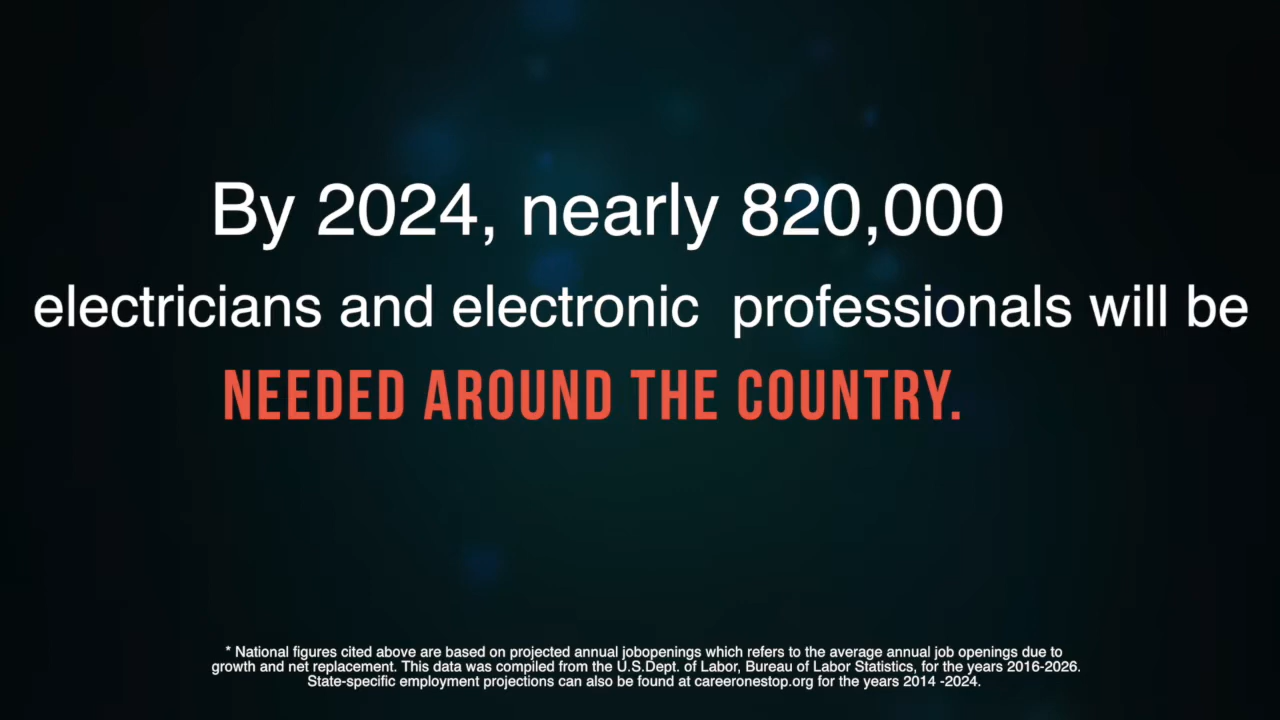 By 2024, nearly 820,000
electricians and electronic  professionals will be
NEEDED AROUND THE COUNTRY.
* National figures cited above are based on projected annual jobopenings which refers to the average annual job openings due to
growth and net replacement. This data was compiled from the U.S.Dept. of Labor, Bureau of Labor Statistics, for the years 2016-2026.
State-specific employment projections can also be found at careeronestop.org for the years 2014 -2024.